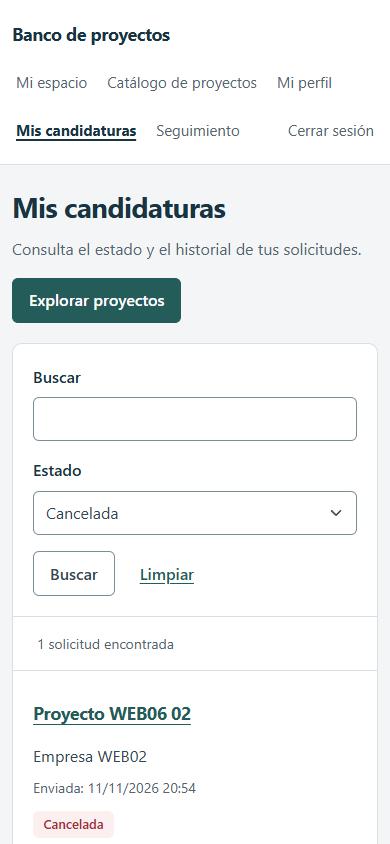 Banco de proyectos
Mi espacio Catálogo de proyectos Mi perfil
Mis candidaturas Seguimiento Cerrar sesión
Mis candidaturas
Consulta el estado y el historial de tus solicitudes.
Explorar proyectos
Buscar
Estado
Cancelada
Buscar Limpiar
1 solicitud encontrada
Proyecto WEB06 02
Empresa WEB02
Enviada: 11/11/2026 20:54
Cancelada